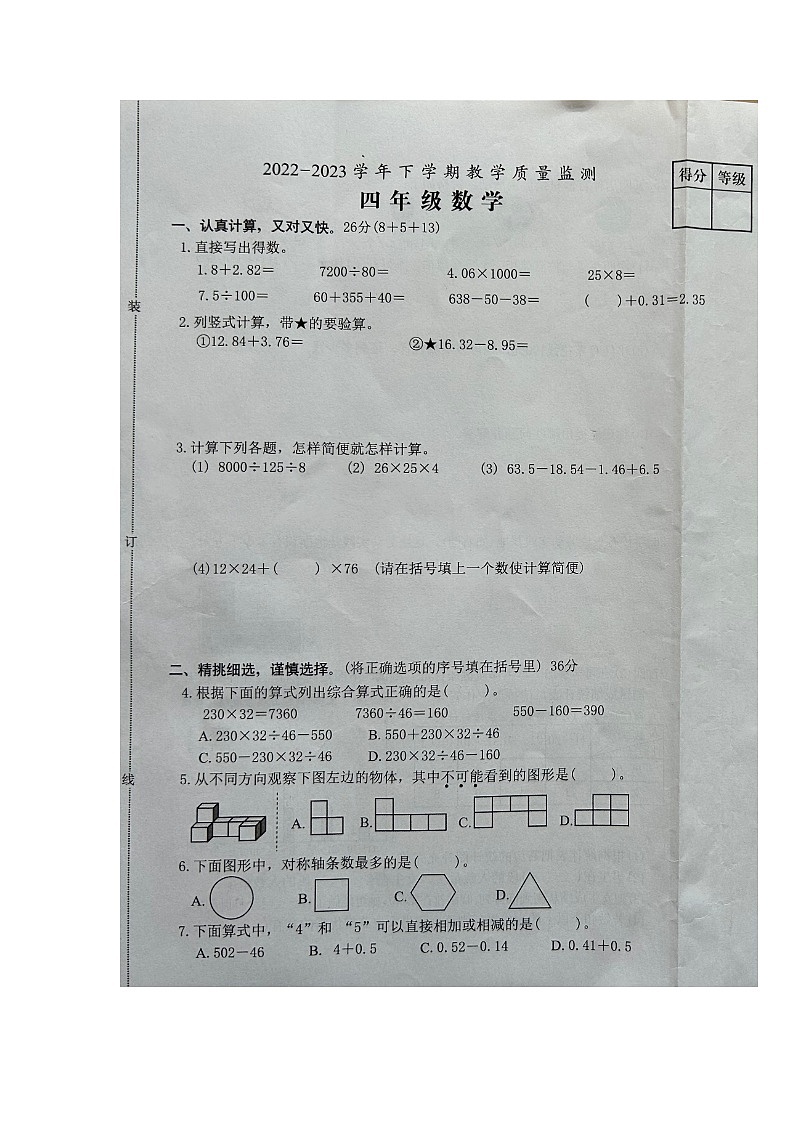 2022-2023学年下学期教学质量监测
得分 等级
四年级数学
一、认真计算，又对又快。26分(8+5+13)
1.直接写出得数。
1.8+2.82= 7200÷80= 4.06×1000= 25×8=
7.5÷100= 60+355+40= 638-50-38= ( )+0.31=2.35
2.列竖式计算，带★的要验算。
①12.84+3.76= ②★16.32-8.95=
3.计算下列各题，怎样简便就怎样计算。
(1) 8000÷125÷8 (2) 26×25×4 (3) 63.5-18.54-1.46+6.5
(4)12×24+( ) ×76 (请在括号填上一个数使计算简便)
二、精挑细选，谨慎选择。(将正确选项的序号填在括号里) 36分
4.根据下面的算式列出综合算式正确的是( )。
230×32=7360 7360÷46=160 550-160=390
A.230×32÷46-550 B.550+230×32÷46
C.550-230×32÷46 D.230×32÷46-160
5.从不同方向观察下图左边的物体，其中不可能看到的图形是( )。
A. B. C. D.
6.下面图形中，对称轴条数最多的是( )。
A. B. C. D.
7.下面算式中，“4”和 “5”可以直接相加或相减的是( )。
A.502-46 B. 4+0.5 C.0.52-0.14 D.0.41+0.5
装
订
线